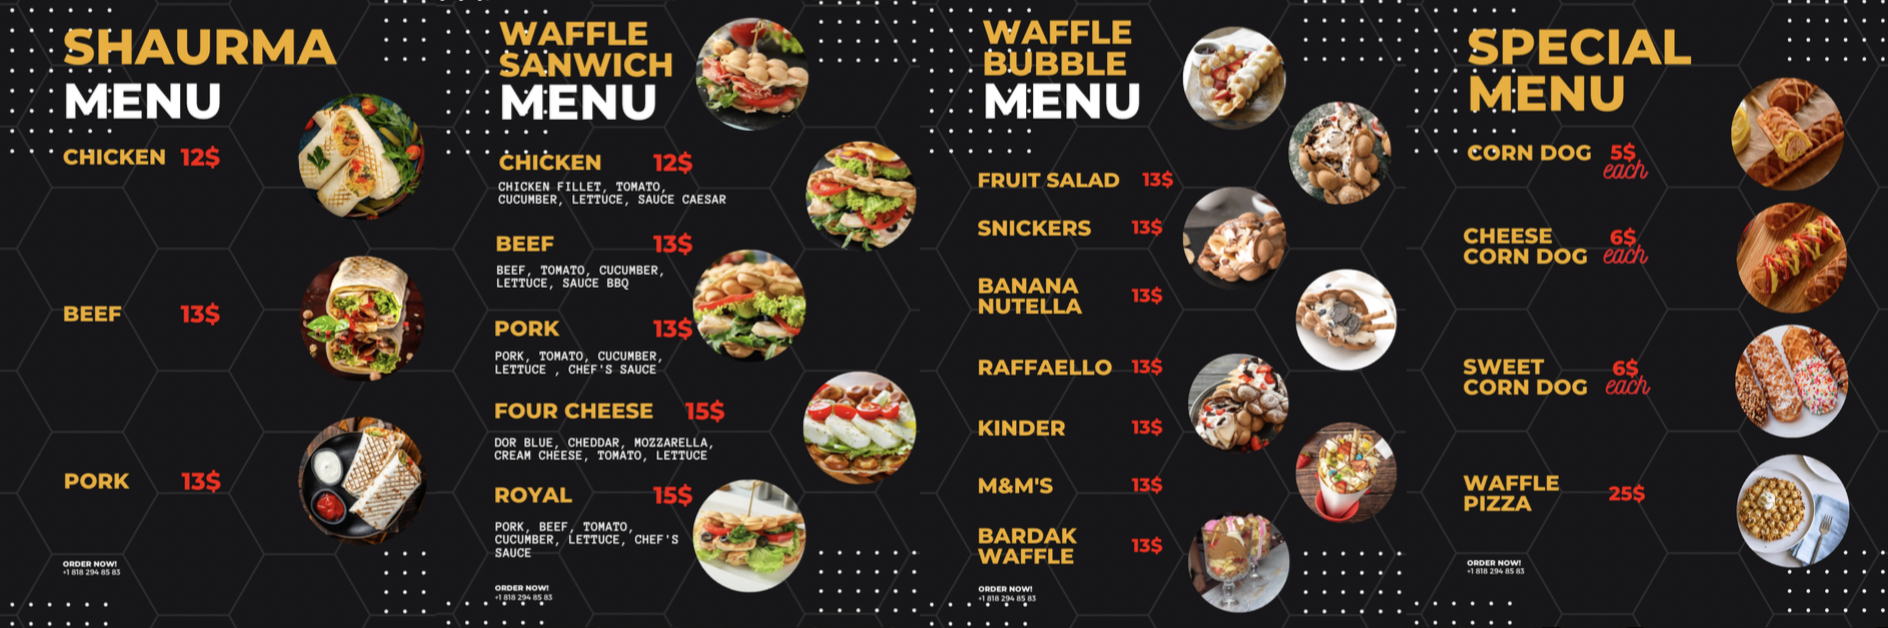 SHAURMA
MENU
CHICKEN 12$
BEEF 13$
PORK 13$
ORDER NOW!
+1 818 294 85 83
WAFFLE
SANWICH
MENU
CHICKEN 12$
CHICKEN FILLET, TOMATO,
CUCUMBER, LETTUCE, SAUCE CAESAR
BEEF 13$
BEEF, TOMATO, CUCUMBER,
LETTUCE, SAUCE BBQ
PORK 13$
PORK, TOMATO, CUCUMBER,
LETTUCE , CHEF'S SAUCE
FOUR CHEESE 15$
DOR BLUE, CHEDDAR, MOZZARELLA,
CREAM CHEESE, TOMATO, LETTUCE
ROYAL 15$
PORK, BEEF, TOMATO,
CUCUMBER, LETTUCE, CHEF'S
SAUCE
ORDER NOW!
+1 818 294 85 83
WAFFLE
BUBBLE
MENU
FRUIT SALAD 13$
SNICKERS 13$
BANANA
NUTELLA 13$
RAFFAELLO 13$
KINDER 13$
M&M'S 13$
BARDAK
WAFFLE 13$
ORDER NOW!
+1 818 294 85 83
SPECIAL
MENU
CORN DOG 5$
each
CHEESE 6$
CORN DOG each
SWEET 6$
CORN DOG each
WAFFLE
PIZZA 25$
ORDER NOW!
+1 818 294 85 83